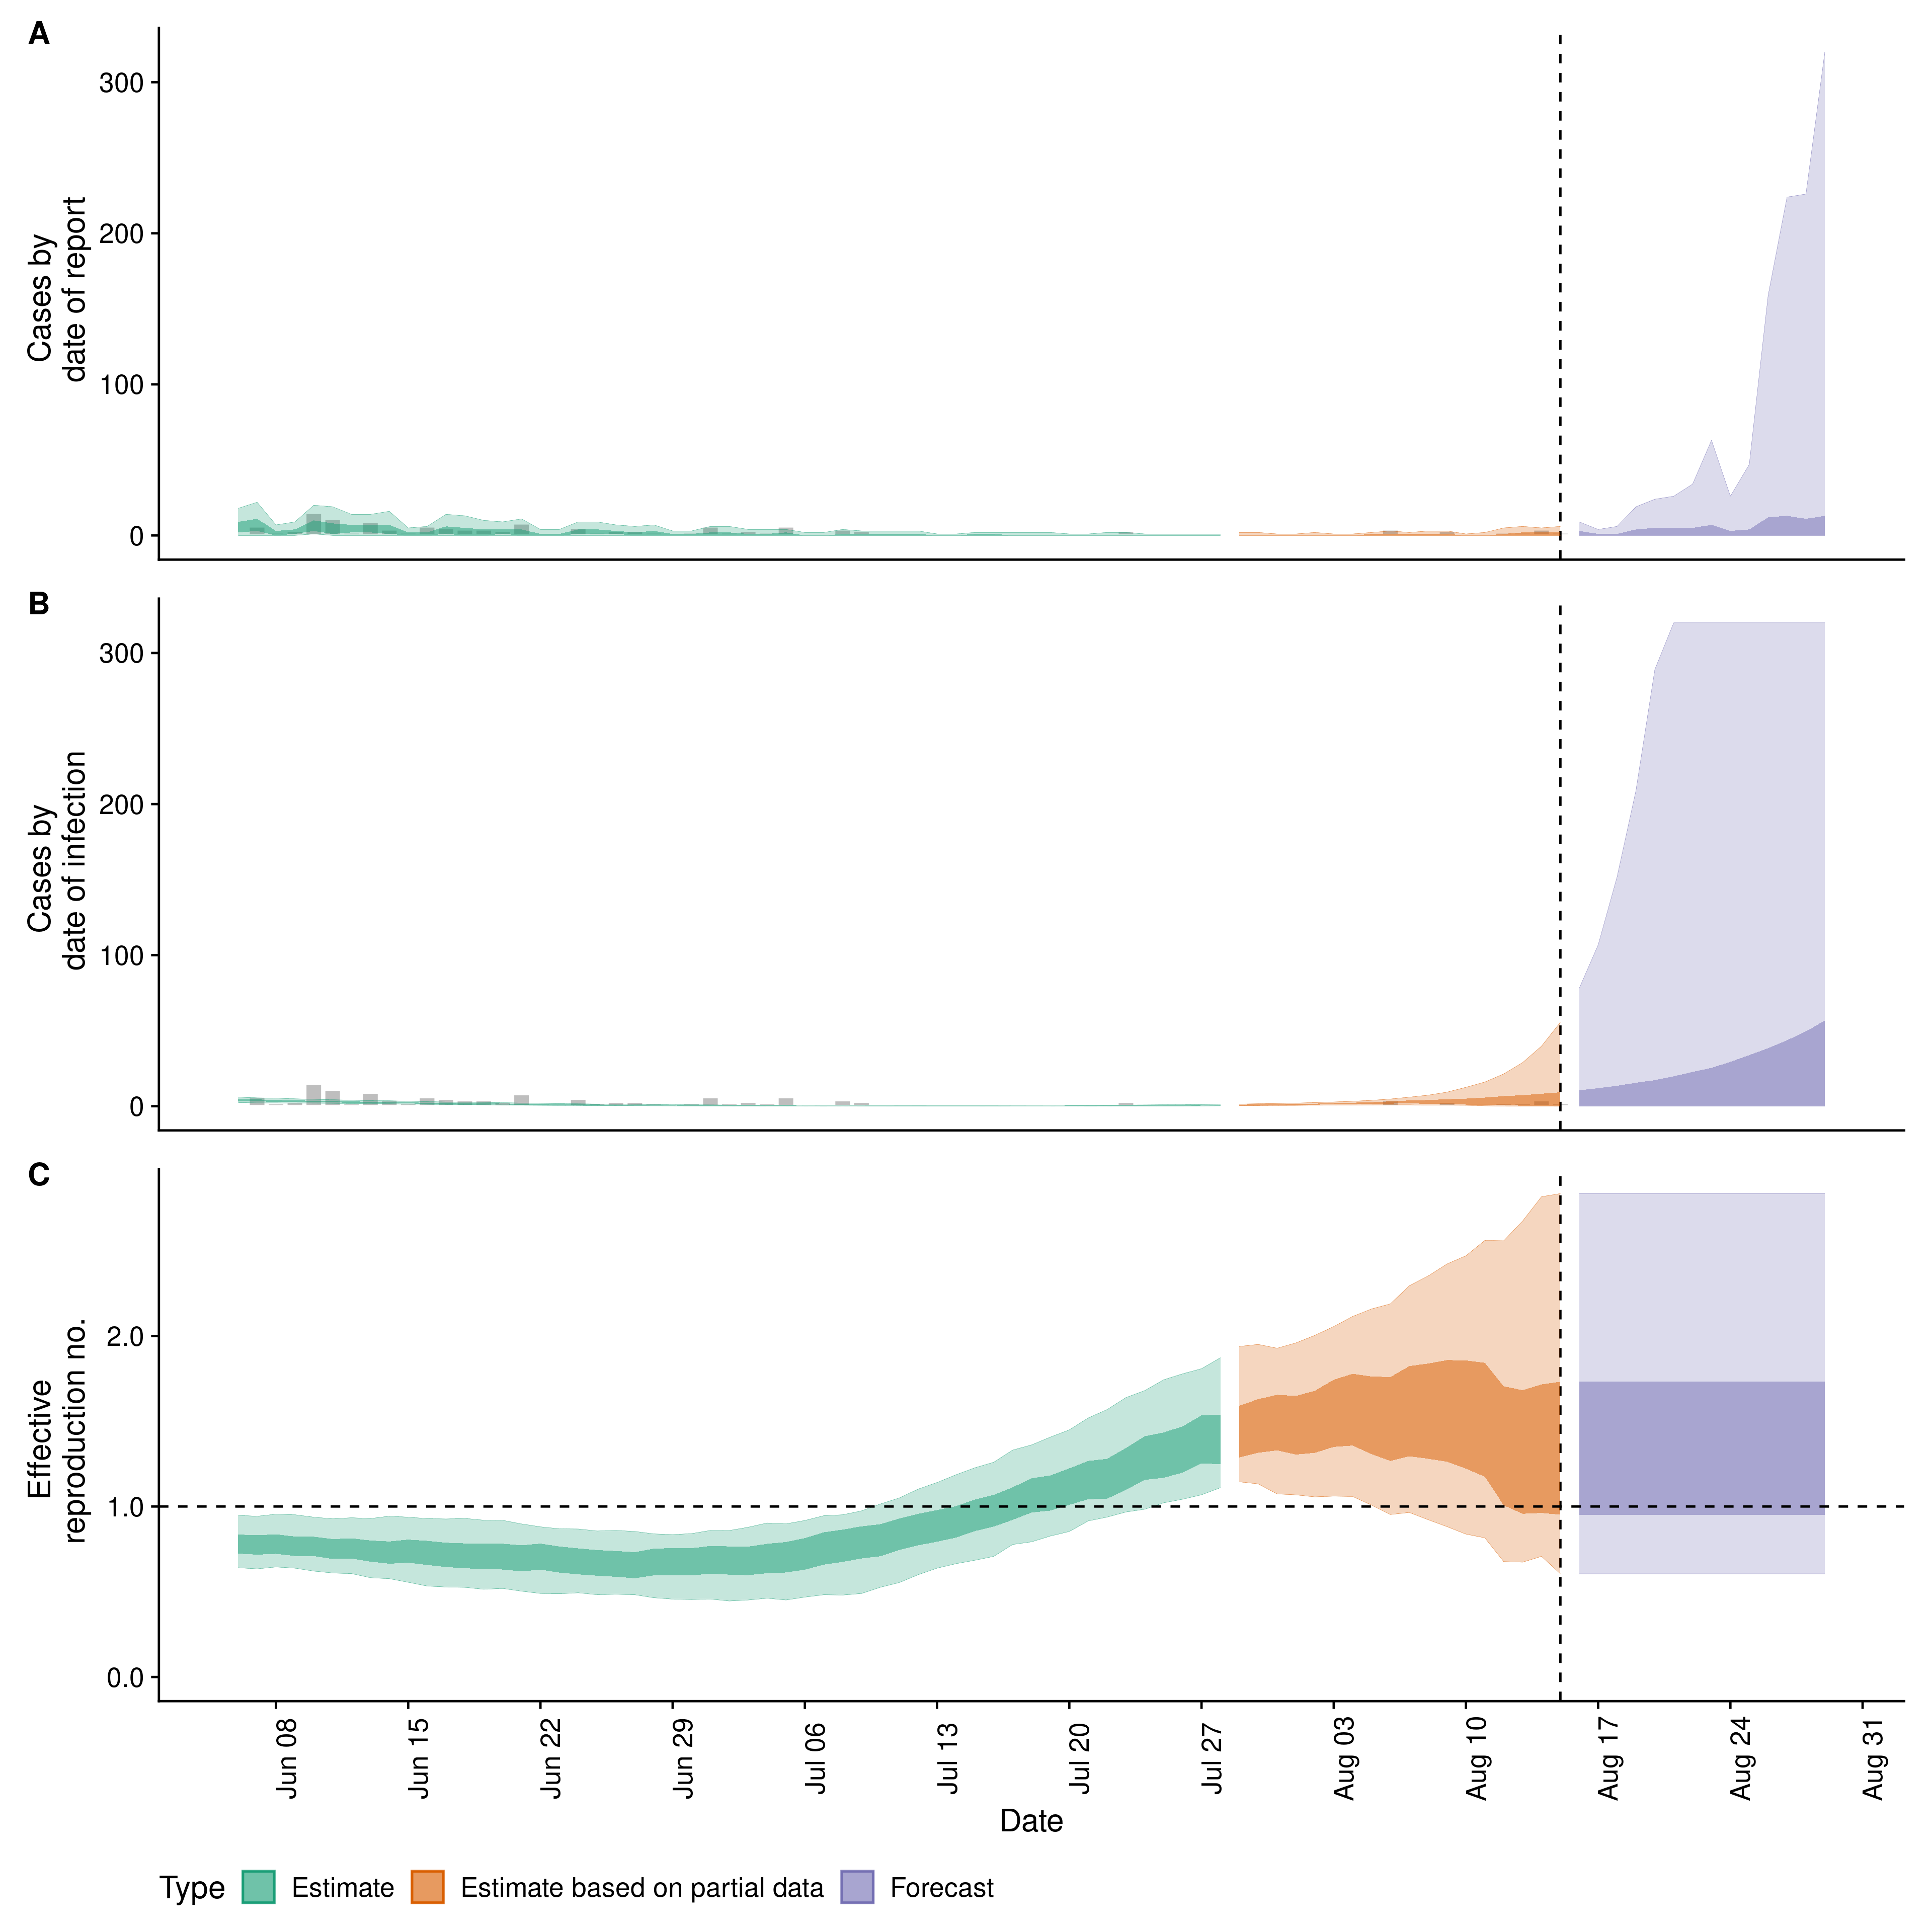 A
Cases by
date of report
300
200
100
0
B
Cases by
date of infection
300
200
100
0
C
Effective
reproduction no.
2.0
1.0
0.0
Jun 08
Jun 15
Jun 22
Jun 29
Jul 06
Jul 13
Jul 20
Jul 27
Aug 03
Aug 10
Aug 17
Aug 24
Aug 31
Date
Type Estimate Estimate based on partial data Forecast